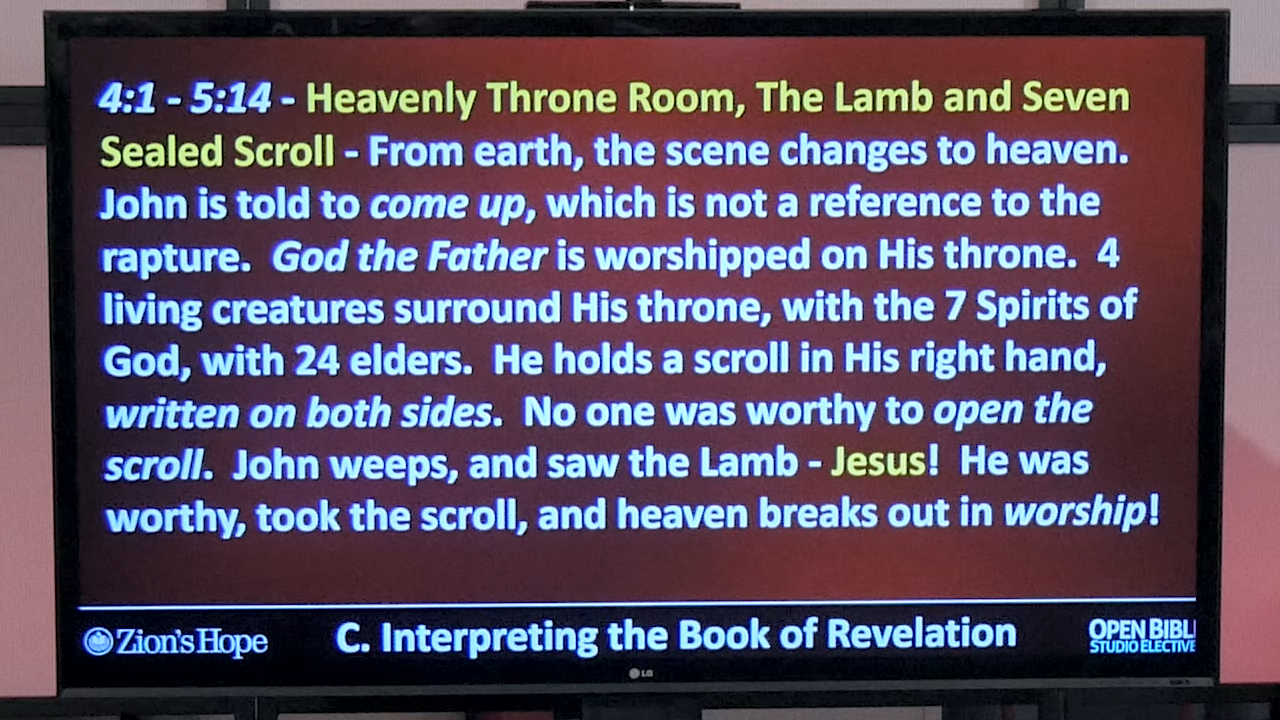 4:1 - 5:14 - Heavenly Throne Room, The Lamb and Seven
Sealed Scroll - From earth, the scene changes to heaven.
John is told to come up, which is not a reference to the
rapture. God the Father is worshipped on His throne. 4
living creatures surround His throne, with the 7 Spirits of
God, with 24 elders. He holds a scroll in His right hand,
written on both sides. No one was worthy to open the
scroll. John weeps, and saw the Lamb - Jesus! He was
worthy, took the scroll, and heaven breaks out in worship!
Zion's Hope
C. Interpreting the Book of Revelation
OPEN BIBL
STUDIO ELECTIVE
LG